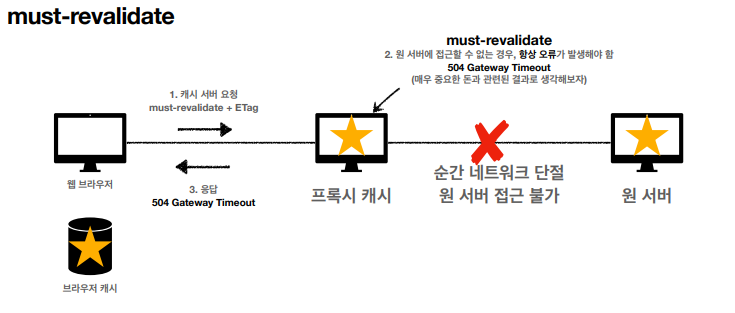 must-revalidate
must-revalidate
2. 원 서버에 접근할 수 없는 경우, 항상 오류가 발생해야 함
504 Gateway Timeout
(매우 중요한 돈과 관련된 결과로 생각해보자)
1. 캐시 서버 요청
must-revalidate + ETag
웹 브라우저
3. 응답
504 Gateway Timeout
프록시 캐시
순간 네트워크 단절
원 서버 접근 불가
원 서버
브라우저 캐시